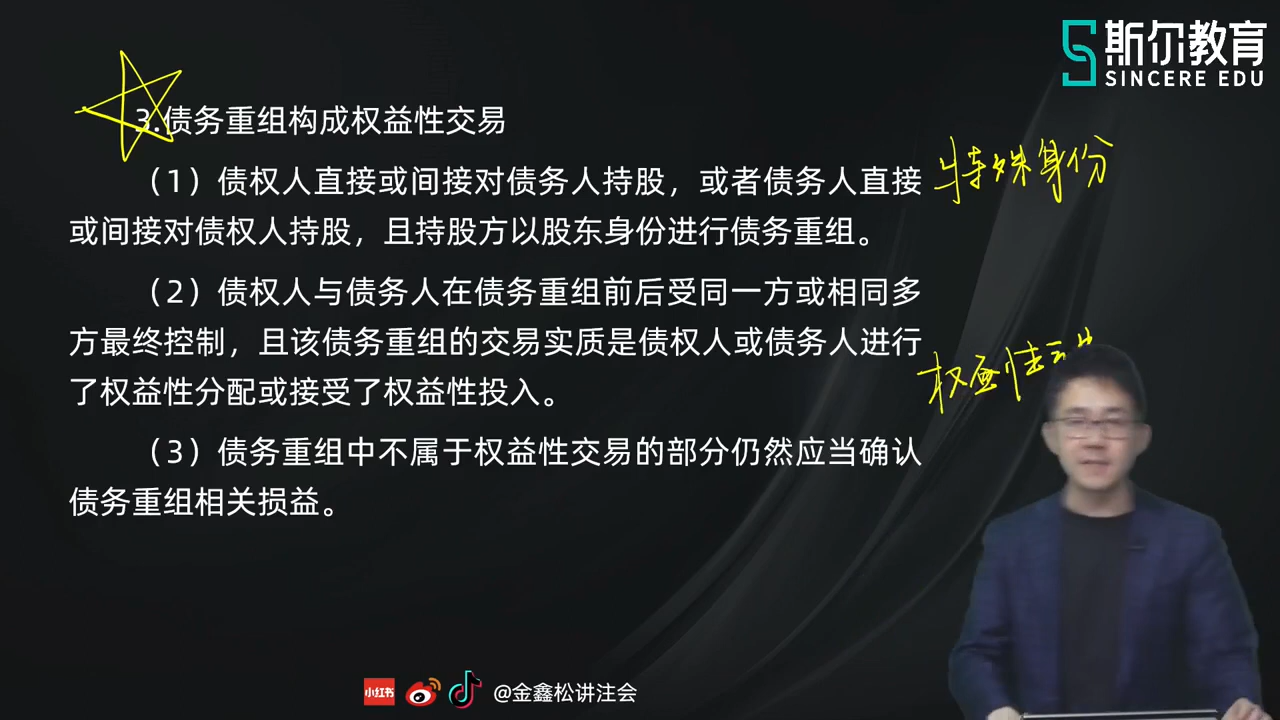 斯尔教育
SINCERE EDU
3.债务重组构成权益性交易
（1）债权人直接或间接对债务人持股，或者债务人直接
或间接对债权人持股，且持股方以股东身份进行债务重组。
特殊身份
（2）债权人与债务人在债务重组前后受同一方或相同多
方最终控制，且该债务重组的交易实质是债权人或债务人进行
了权益性分配或接受了权益性投入。
权益性
（3）债务重组中不属于权益性交易的部分仍然应当确认
债务重组相关损益。
小红书
@金鑫松讲注会